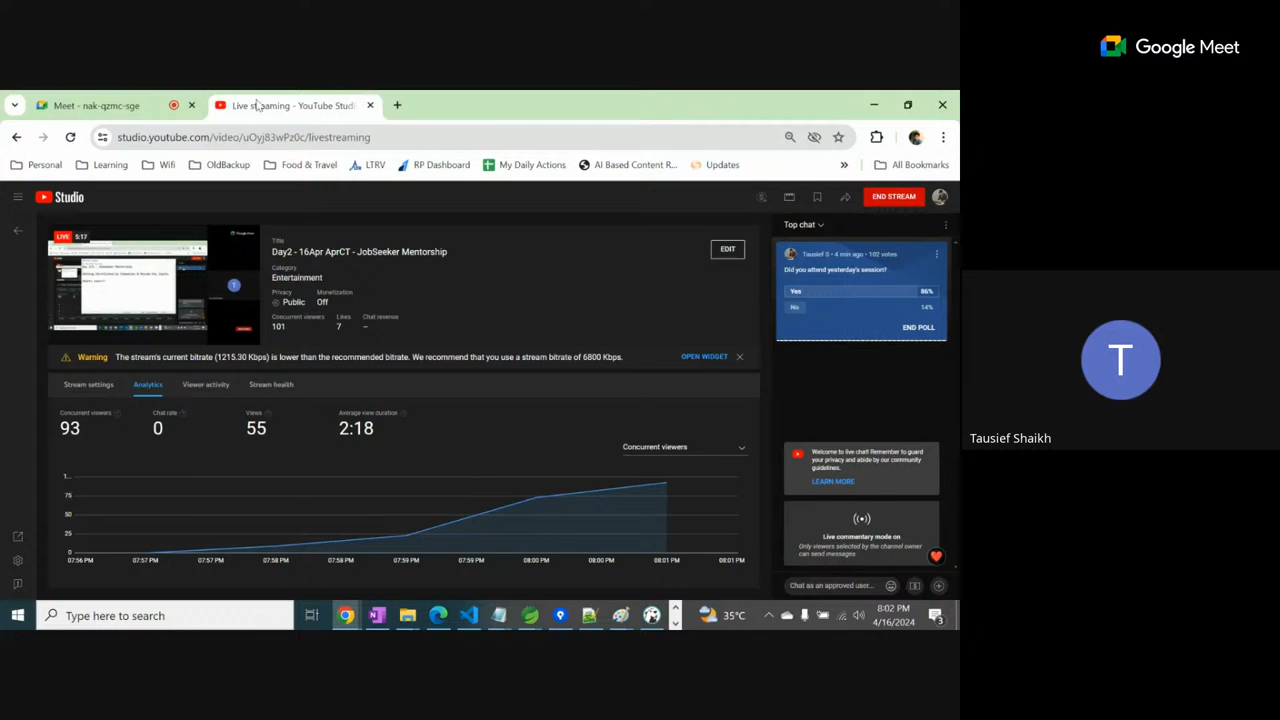 Google Meet
Meet - nak-qzmc-sge
Live streaming - YouTube Studi
studio.youtube.com/video/uOyj83wPz0c/livestreaming
Personal
Learning
Wifi
OldBackup
Food & Travel
LTRV
RP Dashboard
My Daily Actions
AI Based Content R...
Updates
»
All Bookmarks
Studio
END STREAM
LIVE 5:17
Title
Day2 - 16Apr AprCT - JobSeeker Mentorship
Category
Entertainment
Privacy
Public
Monetization
Off
Concurrent viewers
101
Likes
7
Chat revenue
–
EDIT
Warning The stream's current bitrate (1215.30 Kbps) is lower than the recommended bitrate. We recommend that you use a stream bitrate of 6800 Kbps.
OPEN WIDGET
Stream settings
Analytics
Viewer activity
Stream health
Concurrent viewers
93
Chat rate
0
Views
55
Average view duration
2:18
Concurrent viewers
1...
75
50
25
0
07:56 PM 07:57 PM 07:57 PM 07:58 PM 07:58 PM 07:59 PM 07:59 PM 08:00 PM 08:00 PM 08:01 PM 08:01 PM
Top chat
Tausief S • 4 min ago • 102 votes
Did you attend yesterday's session?
Yes 86%
No 14%
END POLL
Welcome to live chat! Remember to guard
your privacy and abide by our community
guidelines.
LEARN MORE
Live commentary mode on
Only viewers selected by the channel owner
can send messages
Chat as an approved user...
T
Tausief Shaikh
Type here to search
35°C
8:02 PM
4/16/2024
3